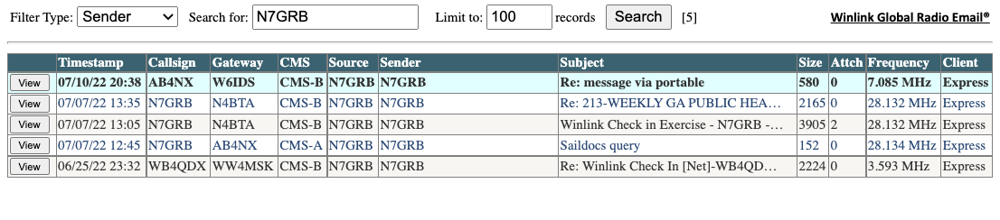 Filter Type: Sender Search for: N7GRB Limit to: 100 records Search [5] Winlink Global Radio Email®
Timestamp Callsign Gateway CMS Source Sender Subject Size Attch Frequency Client
View 07/10/22 20:38 AB4NX W6IDS CMS-B N7GRB N7GRB Re: message via portable 580 0 7.085 MHz Express
View 07/07/22 13:35 N7GRB N4BTA CMS-B N7GRB N7GRB Re: 213-WEEKLY GA PUBLIC HEA... 2165 0 28.132 MHz Express
View 07/07/22 13:05 N7GRB N4BTA CMS-B N7GRB N7GRB Winlink Check in Exercise - N7GRB -... 3905 2 28.132 MHz Express
View 07/07/22 12:45 N7GRB AB4NX CMS-A N7GRB N7GRB Saildocs query 152 0 28.134 MHz Express
View 06/25/22 23:32 WB4QDX WW4MSK CMS-B N7GRB N7GRB Re: Winlink Check In [Net]-WB4QD... 2224 0 3.593 MHz Express